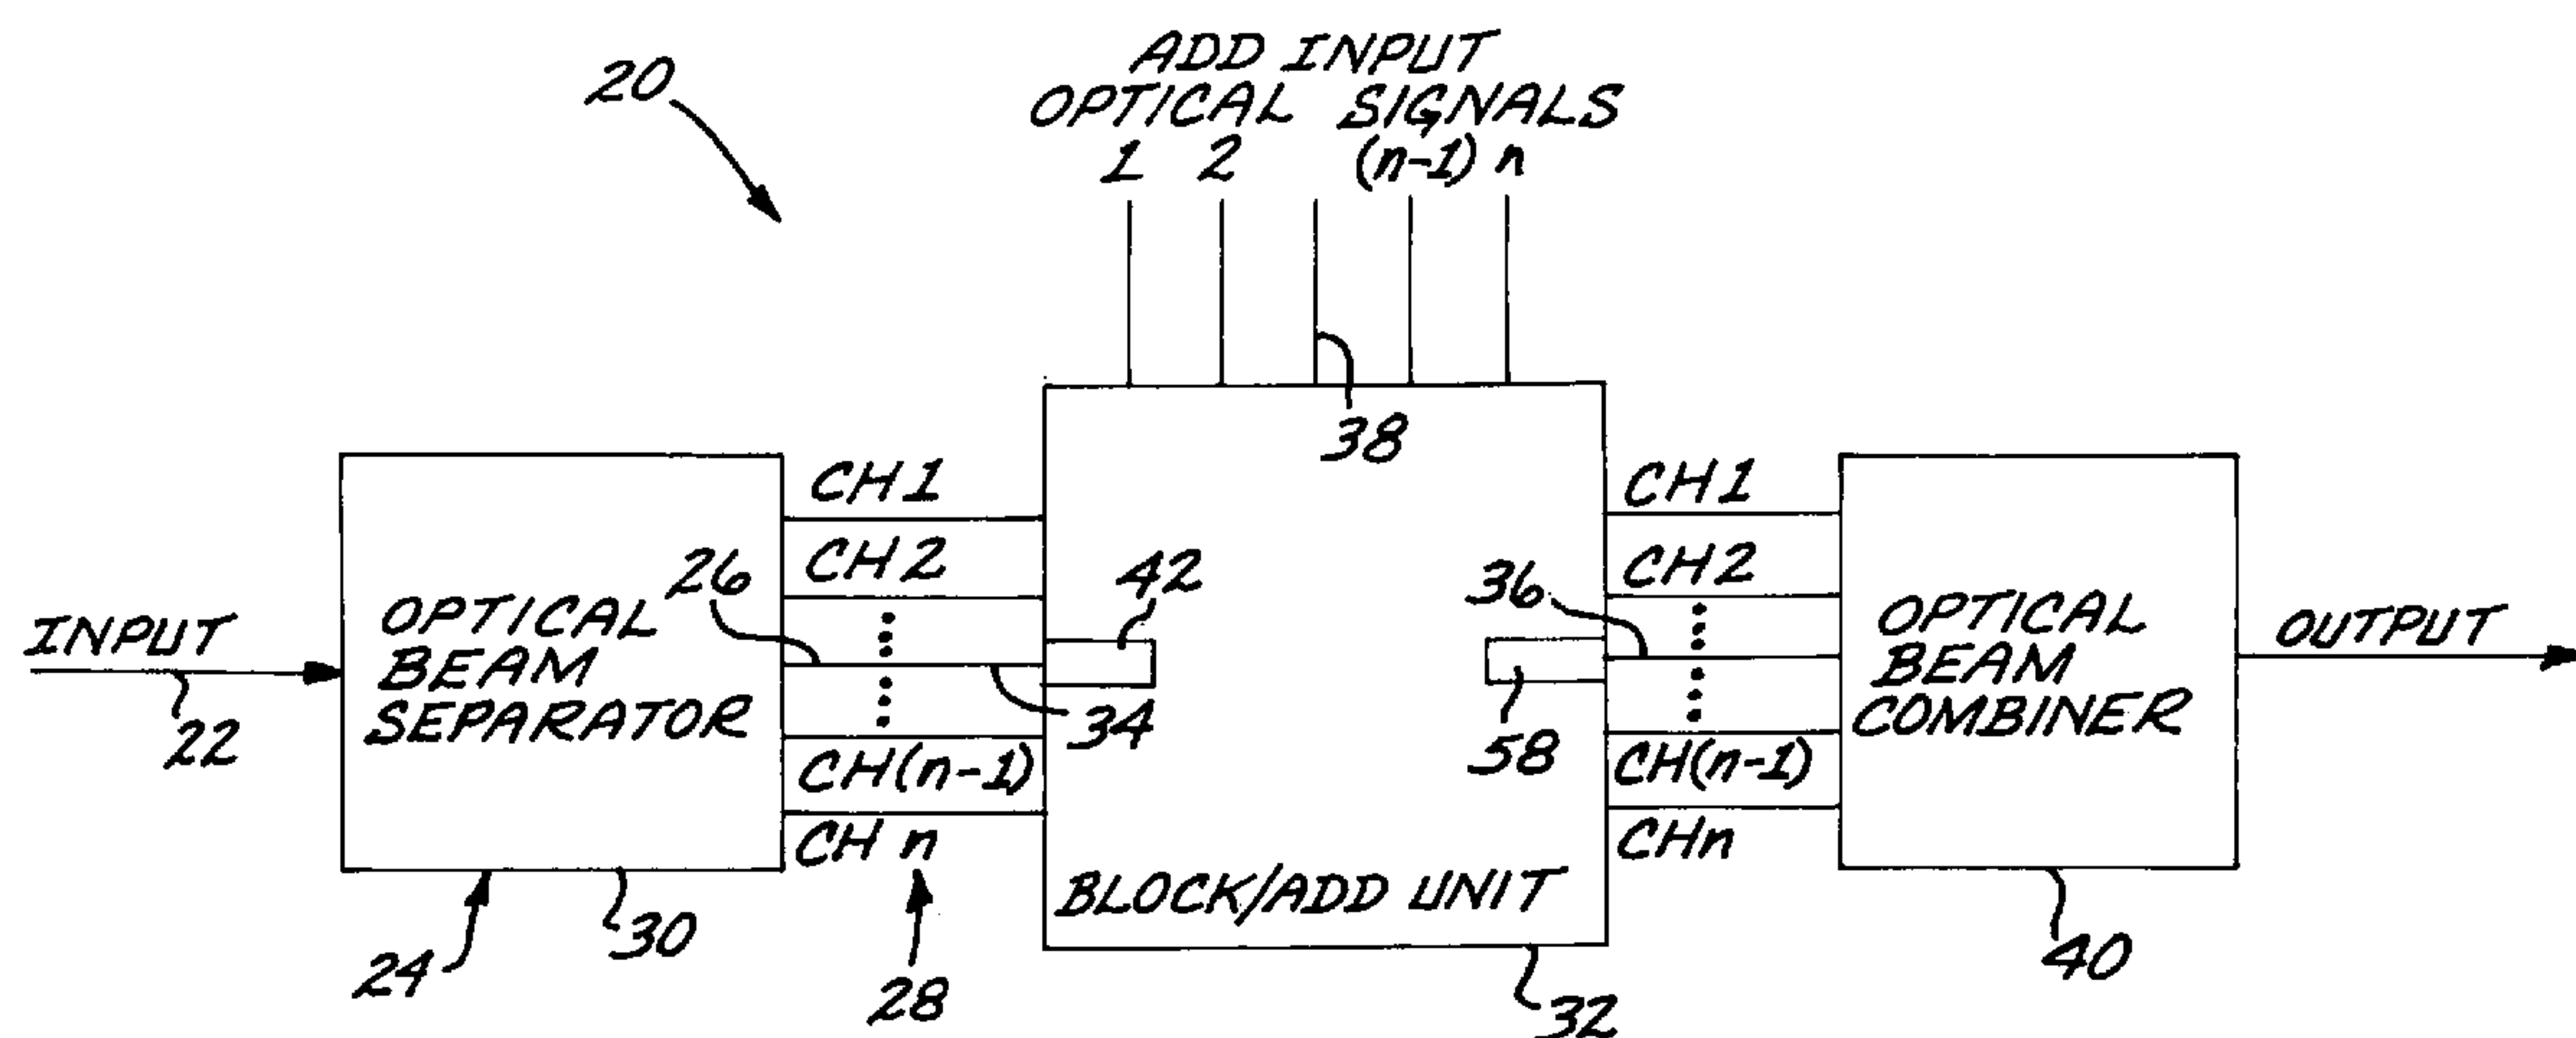 20
ADD INPUT
OPTICAL SIGNALS
1 2 (n-1) n
38
INPUT
22
OPTICAL
BEAM
SEPARATOR
24
30
26
CH1
CH2
CH(n-1)
CH n
28
34
42
BLOCK/ADD UNIT
32
58
36
CH1
CH2
CH(n-1)
CHn
OPTICAL
BEAM
COMBINER
40
OUTPUT